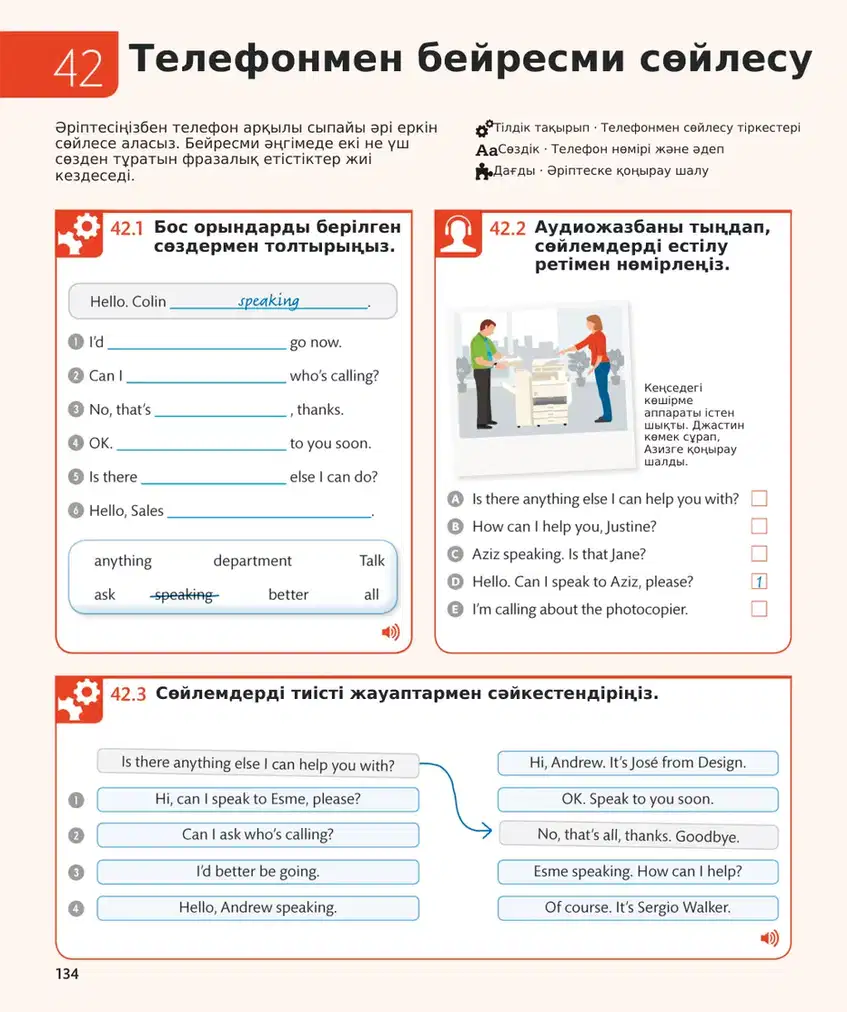 42
Телефонмен бейресми сөйлесу
Әріптесіңізбен телефон арқылы сыпайы әрі еркін
сөйлесе аласыз. Бейресми әңгімеде екі не үш
сөзден тұратын фразалық етістіктер жиі
кездеседі.
Тілдік тақырып · Телефонмен сөйлесу тіркестері
Aa Сөздік · Телефон нөмірі және әдеп
Дағды · Әріптеске қоңырау шалу
42.1 Бос орындарды берілген
сөздермен толтырыңыз.
Hello. Colin speaking.
1 I'd ______ go now.
2 Can I ______ who's calling?
3 No, that's ______, thanks.
4 OK. ______ to you soon.
5 Is there ______ else I can do?
6 Hello, Sales ______.
anything department Talk
ask speaking better all
42.2 Аудиожазбаны тыңдап,
сөйлемдерді естілу
ретімен нөмірлеңіз.
Кеңседегі
көшірме
аппараты істен
шықты. Джастин
көмек сұрап,
Азизге қоңырау
шалды.
A Is there anything else I can help you with?
B How can I help you, Justine?
C Aziz speaking. Is that Jane?
D Hello. Can I speak to Aziz, please? 1
E I'm calling about the photocopier.
42.3 Сөйлемдерді тиісті жауаптармен сәйкестендіріңіз.
Is there anything else I can help you with?
1 Hi, can I speak to Esme, please?
2 Can I ask who's calling?
3 I'd better be going.
4 Hello, Andrew speaking.
Hi, Andrew. It's José from Design.
OK. Speak to you soon.
No, that's all, thanks. Goodbye.
Esme speaking. How can I help?
Of course. It's Sergio Walker.
134